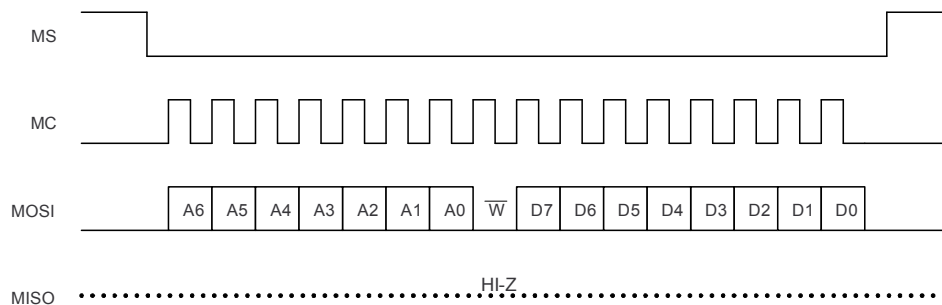 MS
MC
MOSI A6 A5 A4 A3 A2 A1 A0 W̅ D7 D6 D5 D4 D3 D2 D1 D0
HI-Z
MISO